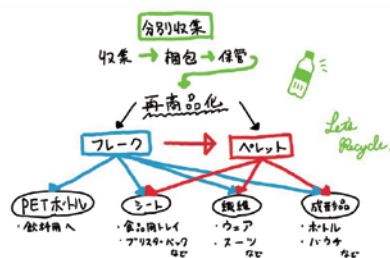 分別収集
収集 → 梱包 → 保管
再商品化
フレーク → ペレット
Let's Recycle!
PETボトル
・飲料用へ
シート
・食品用トレイ
・ブリスターパック
など
繊維
・ウェア
・スーツ
など
成形品
・ボトル
・パウチ
など